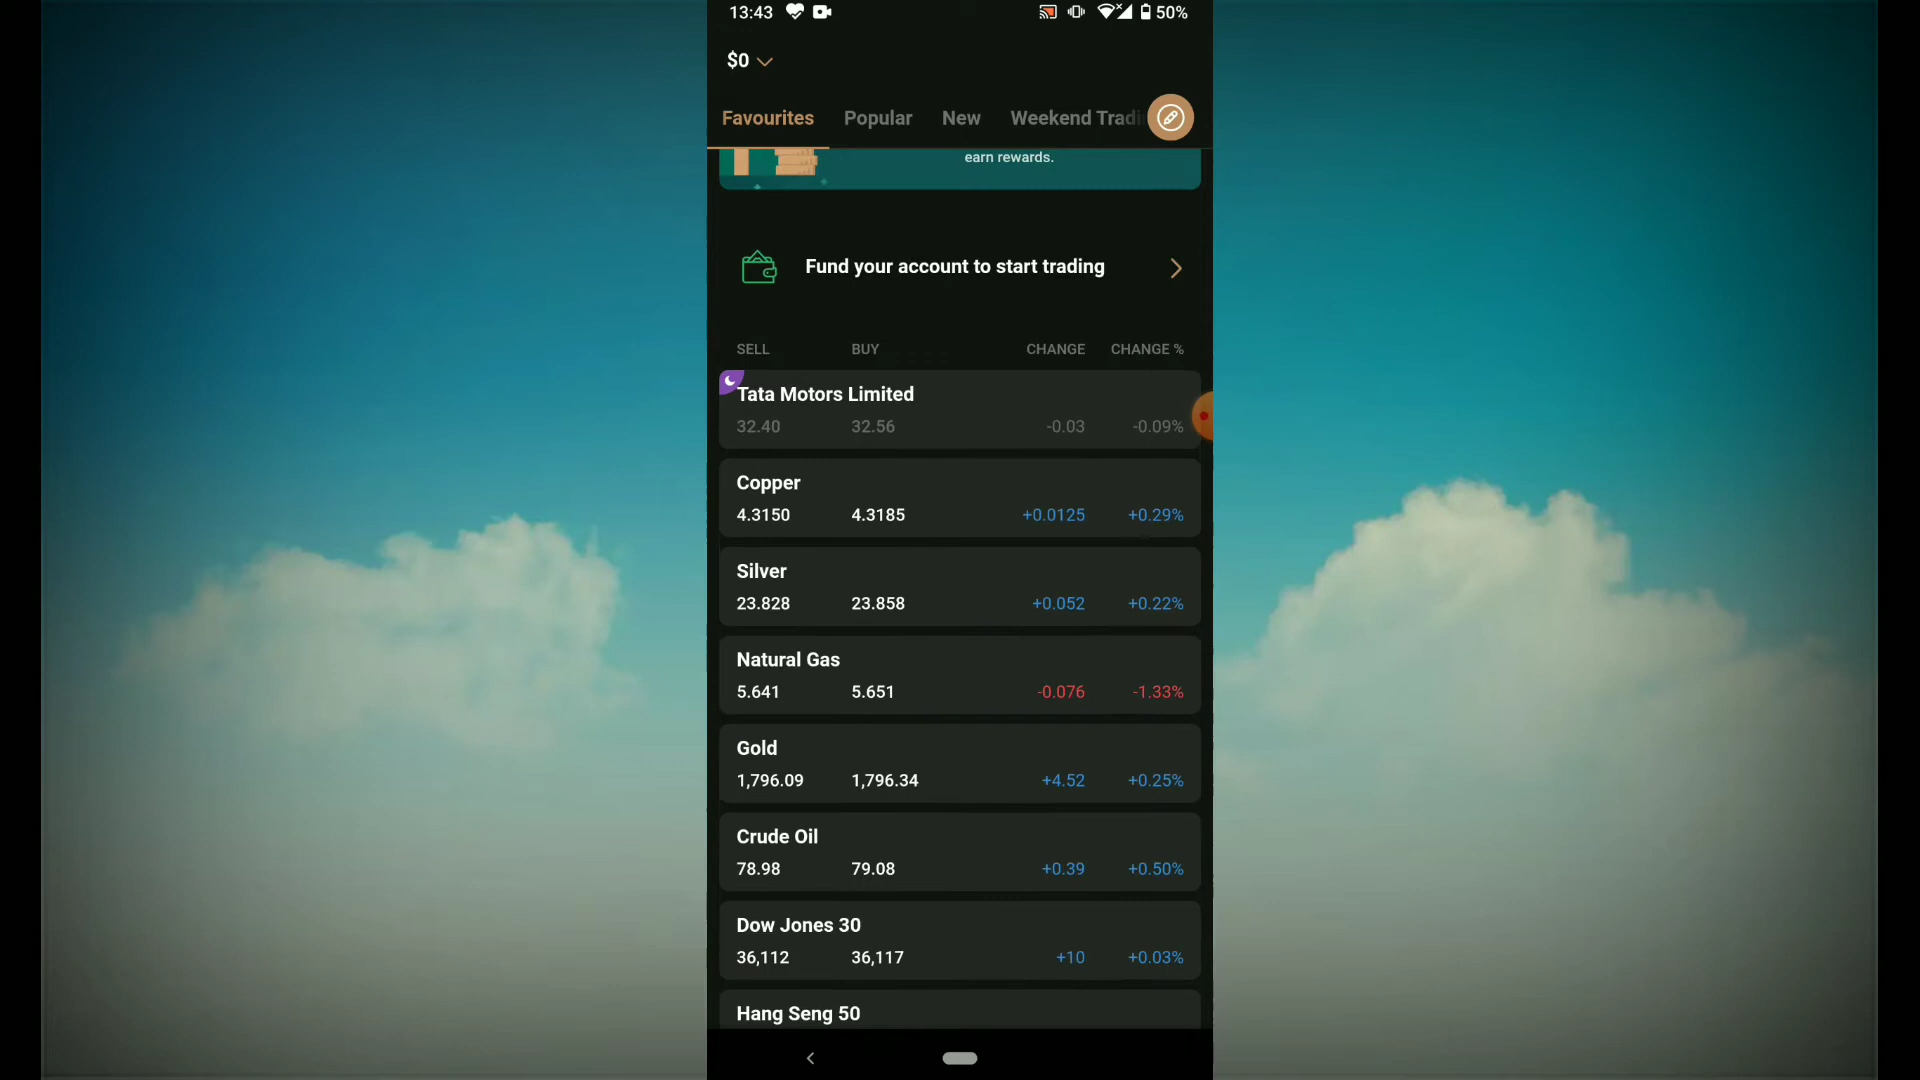 13:43 50%
$0
Favourites Popular New Weekend Tradi
earn rewards.
Fund your account to start trading
SELL BUY CHANGE CHANGE %
Tata Motors Limited
32.40 32.56 -0.03 -0.09%
Copper
4.3150 4.3185 +0.0125 +0.29%
Silver
23.828 23.858 +0.052 +0.22%
Natural Gas
5.641 5.651 -0.076 -1.33%
Gold
1,796.09 1,796.34 +4.52 +0.25%
Crude Oil
78.98 79.08 +0.39 +0.50%
Dow Jones 30
36,112 36,117 +10 +0.03%
Hang Seng 50